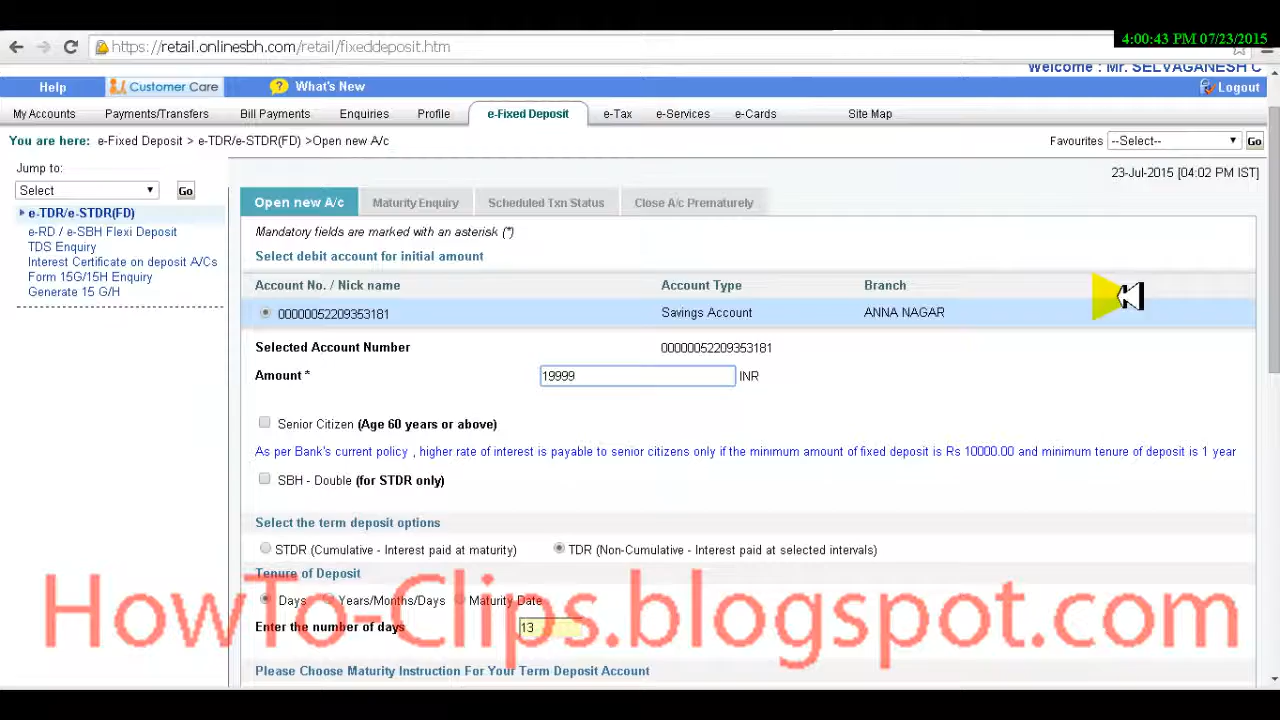 4:00:43 PM 07/23/2015
https://retail.onlinesbh.com/retail/fixeddeposit.htm
Welcome : Mr. SELVAGANESH C
Help Customer Care ? What's New Logout
My Accounts Payments/Transfers Bill Payments Enquiries Profile e-Fixed Deposit e-Tax e-Services e-Cards Site Map
You are here: e-Fixed Deposit > e-TDR/e-STDR(FD) >Open new A/c Favourites --Select-- Go
Jump to: 23-Jul-2015 [04:02 PM IST]
Select Go
Open new A/c Maturity Enquiry Scheduled Txn Status Close A/c Prematurely
e-TDR/e-STDR(FD)
e-RD / e-SBH Flexi Deposit
TDS Enquiry
Interest Certificate on deposit A/Cs
Form 15G/15H Enquiry
Generate 15 G/H
Mandatory fields are marked with an asterisk (*)
Select debit account for initial amount
Account No. / Nick name Account Type Branch
00000052209353181 Savings Account ANNA NAGAR
Selected Account Number 00000052209353181
Amount * 19999 INR
Senior Citizen (Age 60 years or above)
As per Bank's current policy , higher rate of interest is payable to senior citizens only if the minimum amount of fixed deposit is Rs 10000.00 and minimum tenure of deposit is 1 year
SBH - Double (for STDR only)
Select the term deposit options
STDR (Cumulative - Interest paid at maturity) TDR (Non-Cumulative - Interest paid at selected intervals)
Tenure of Deposit
Days Years/Months/Days Maturity Date
HowTo-Clips.blogspot.com
Enter the number of days 13
Please Choose Maturity Instruction For Your Term Deposit Account